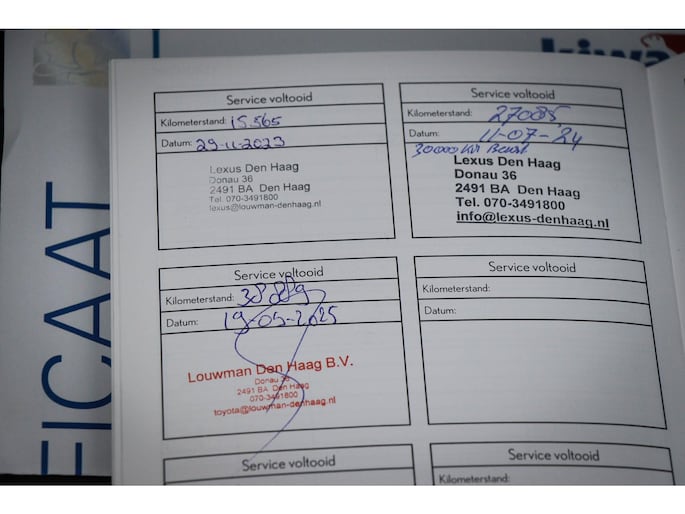 kiwa
FICAAT
Service voltooid
Kilometerstand: 15.565
Datum: 29-11-2023
Lexus Den Haag
Donau 36
2491 BA Den Haag
Tel. 070-3491800
lexus@louwman-denhaag.nl
Service voltooid
Kilometerstand: 27085
Datum: 11-07-'24
30000 km Beurt
Lexus Den Haag
Donau 36
2491 BA Den Haag
Tel. 070-3491800
info@lexus-denhaag.nl
Service voltooid
Kilometerstand: 38889
Datum: 19-05-2025
Louwman Den Haag B.V.
Donau 36
2491 BA Den Haag
070-3491800
toyota@louwman-denhaag.nl
Service voltooid
Kilometerstand:
Datum:
Service voltooid
Service voltooid
Kilometerstand: